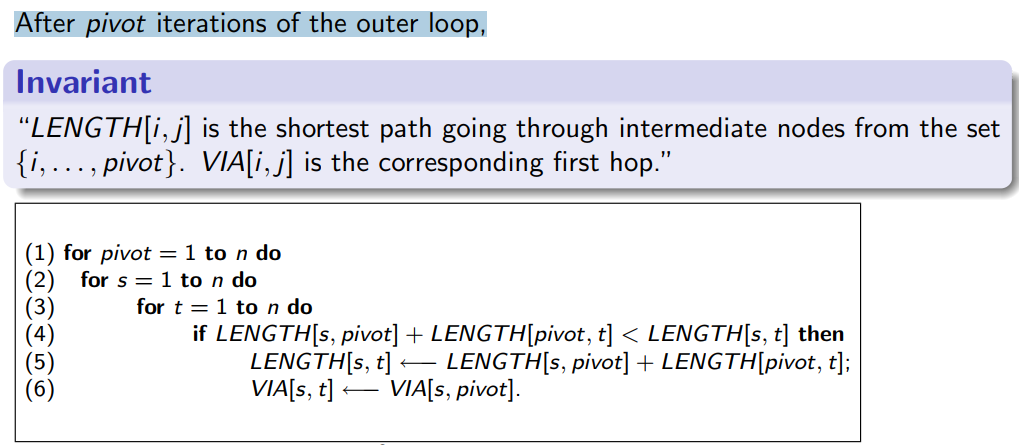 After pivot iterations of the outer loop,
Invariant
“LENGTH[i, j] is the shortest path going through intermediate nodes from the set
{i, . . . , pivot}. VIA[i, j] is the corresponding first hop.”
(1) for pivot = 1 to n do
(2) for s = 1 to n do
(3) for t = 1 to n do
(4) if LENGTH[s, pivot] + LENGTH[pivot, t] < LENGTH[s, t] then
(5) LENGTH[s, t] ⟵ LENGTH[s, pivot] + LENGTH[pivot, t];
(6) VIA[s, t] ⟵ VIA[s, pivot].